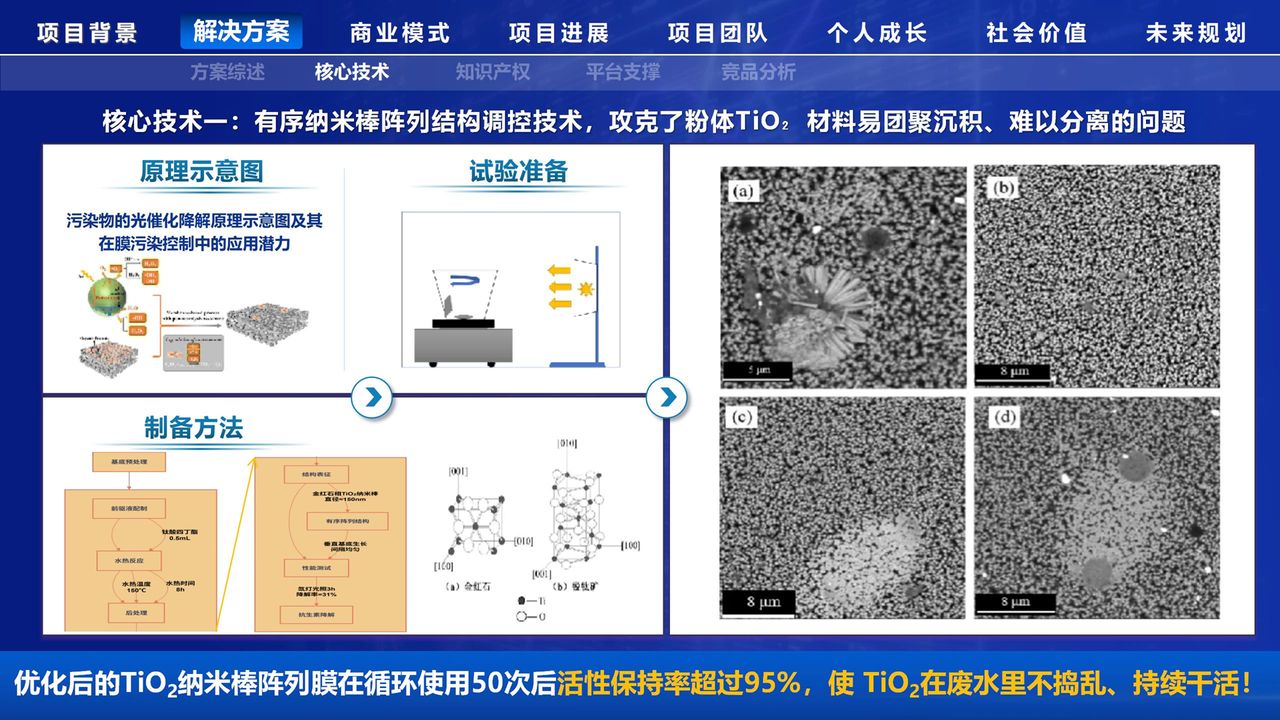 项目背景
解决方案
商业模式
项目进展
项目团队
个人成长
社会价值
未来规划
方案综述
核心技术
知识产权
平台支撑
竞品分析
核心技术一：有序纳米棒阵列结构调控技术，攻克了粉体TiO₂ 材料易团聚沉积、难以分离的问题
原理示意图
污染物的光催化降解原理示意图及其
在膜污染控制中的应用潜力
试验准备
制备方法
基底预处理
前驱液配制
钛酸四丁酯
0.5mL
水热反应
水热温度
150℃
水热时间
8h
后处理
结构表征
金红石相TiO₂纳米棒
直径≈150nm
有序阵列结构
垂直基底生长
间隔均匀
性能测试
氙灯光照3h
降解率≈31%
抗生素降解
[001]
[010]
[100]
(a) 金红石
[010]
[100]
[001]
(b) 锐钛矿
Ti
O
(a)
5 μm
(b)
8 μm
(c)
8 μm
(d)
8 μm
优化后的TiO₂纳米棒阵列膜在循环使用50次后活性保持率超过95%，使 TiO₂在废水里不捣乱、持续干活！